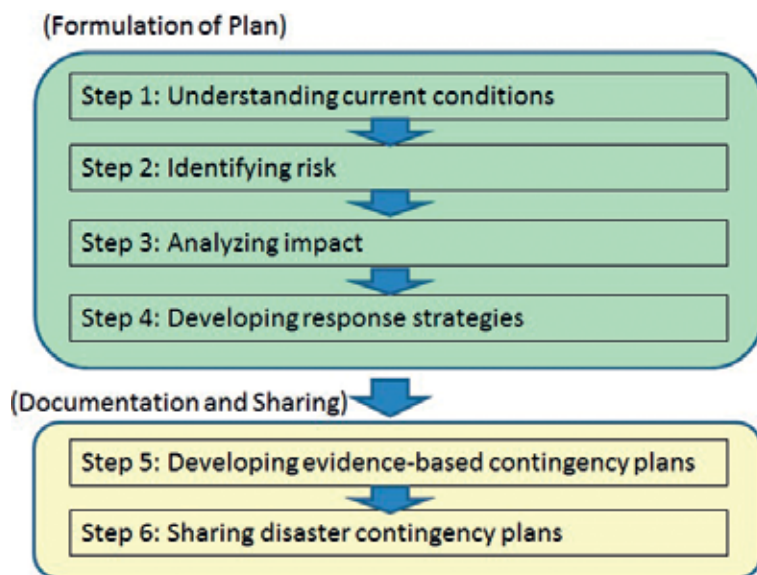 (Formulation of Plan)
Step 1: Understanding current conditions
Step 2: Identifying risk
Step 3: Analyzing impact
Step 4: Developing response strategies
(Documentation and Sharing)
Step 5: Developing evidence-based contingency plans
Step 6: Sharing disaster contingency plans